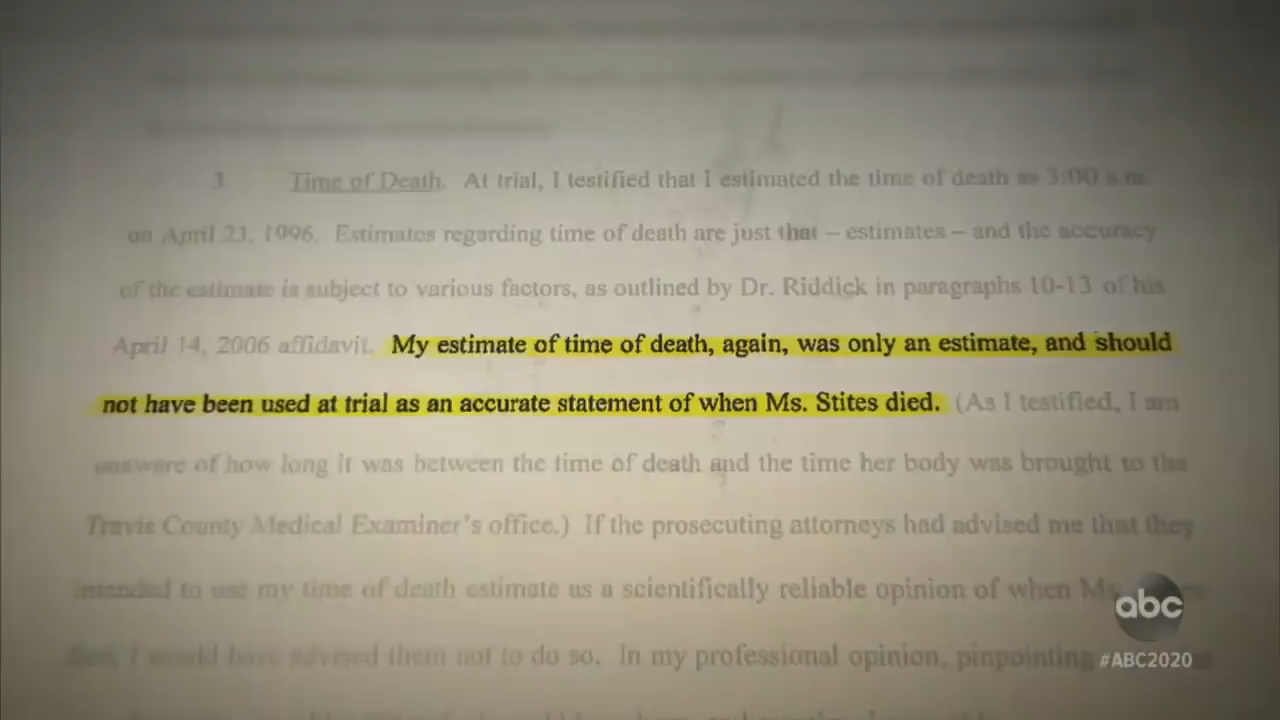 3 Time of Death. At trial, I testified that I estimated the time of death as 3:00 a.m.
on April 23, 1996. Estimates regarding time of death are just that – estimates – and the accuracy
of the estimate is subject to various factors, as outlined by Dr. Riddick in paragraphs 10-13 of his
April 14, 2006 affidavit. My estimate of time of death, again, was only an estimate, and should
not have been used at trial as an accurate statement of when Ms. Stites died. (As I testified, I am
unaware of how long it was between the time of death and the time her body was brought to the
Travis County Medical Examiner's office.) If the prosecuting attorneys had advised me that they
intended to use my time of death estimate as a scientifically reliable opinion of when Ms.
died, I would have advised them not to do so. In my professional opinion, pinpointing
abc
#ABC2020